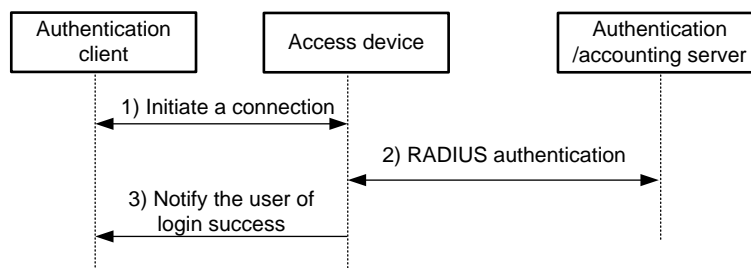 Authentication
client
Access device
Authentication
/accounting server
1) Initiate a connection
2) RADIUS authentication
3) Notify the user of
login success